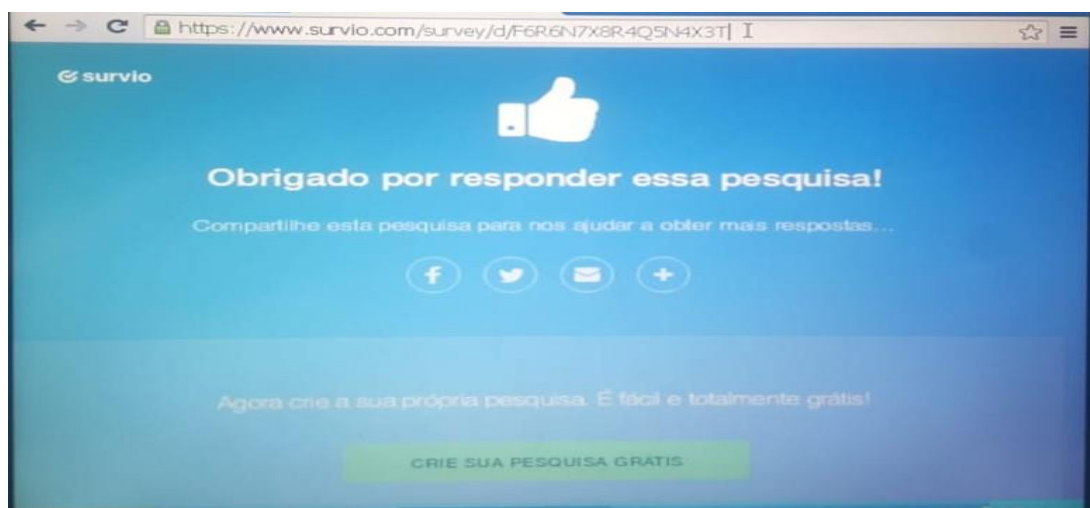 https://www.survio.com/survey/d/F6R6N7X8R4Q5N4X3T
survio
Obrigado por responder essa pesquisa!
Compartilhe esta pesquisa para nos ajudar a obter mais respostas...
Agora crie a sua própria pesquisa. É fácil e totalmente grátis!
CRIE SUA PESQUISA GRÁTIS